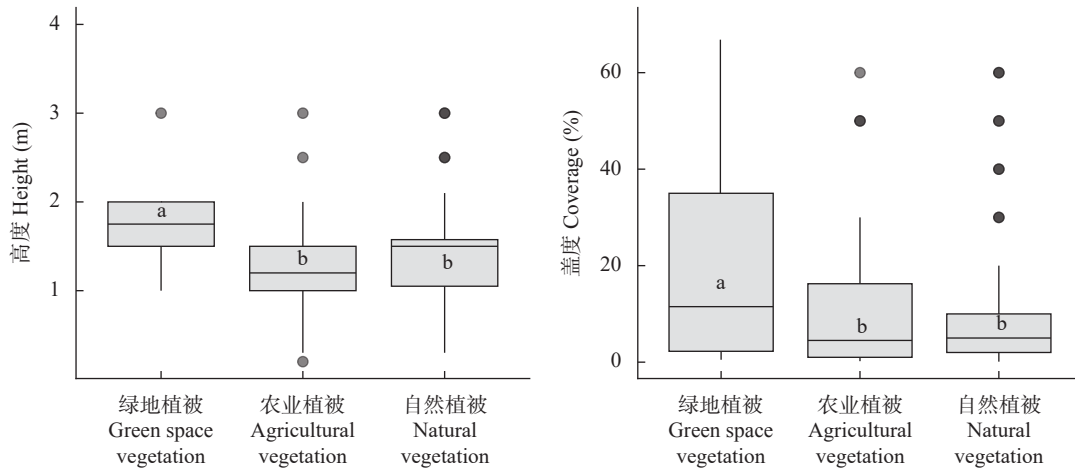 高度 Height (m)
4
3
2
1
a
b
b
绿地植被
Green space
vegetation
农业植被
Agricultural
vegetation
自然植被
Natural
vegetation
盖度 Coverage (%)
60
40
20
0
a
b
b
绿地植被
Green space
vegetation
农业植被
Agricultural
vegetation
自然植被
Natural
vegetation